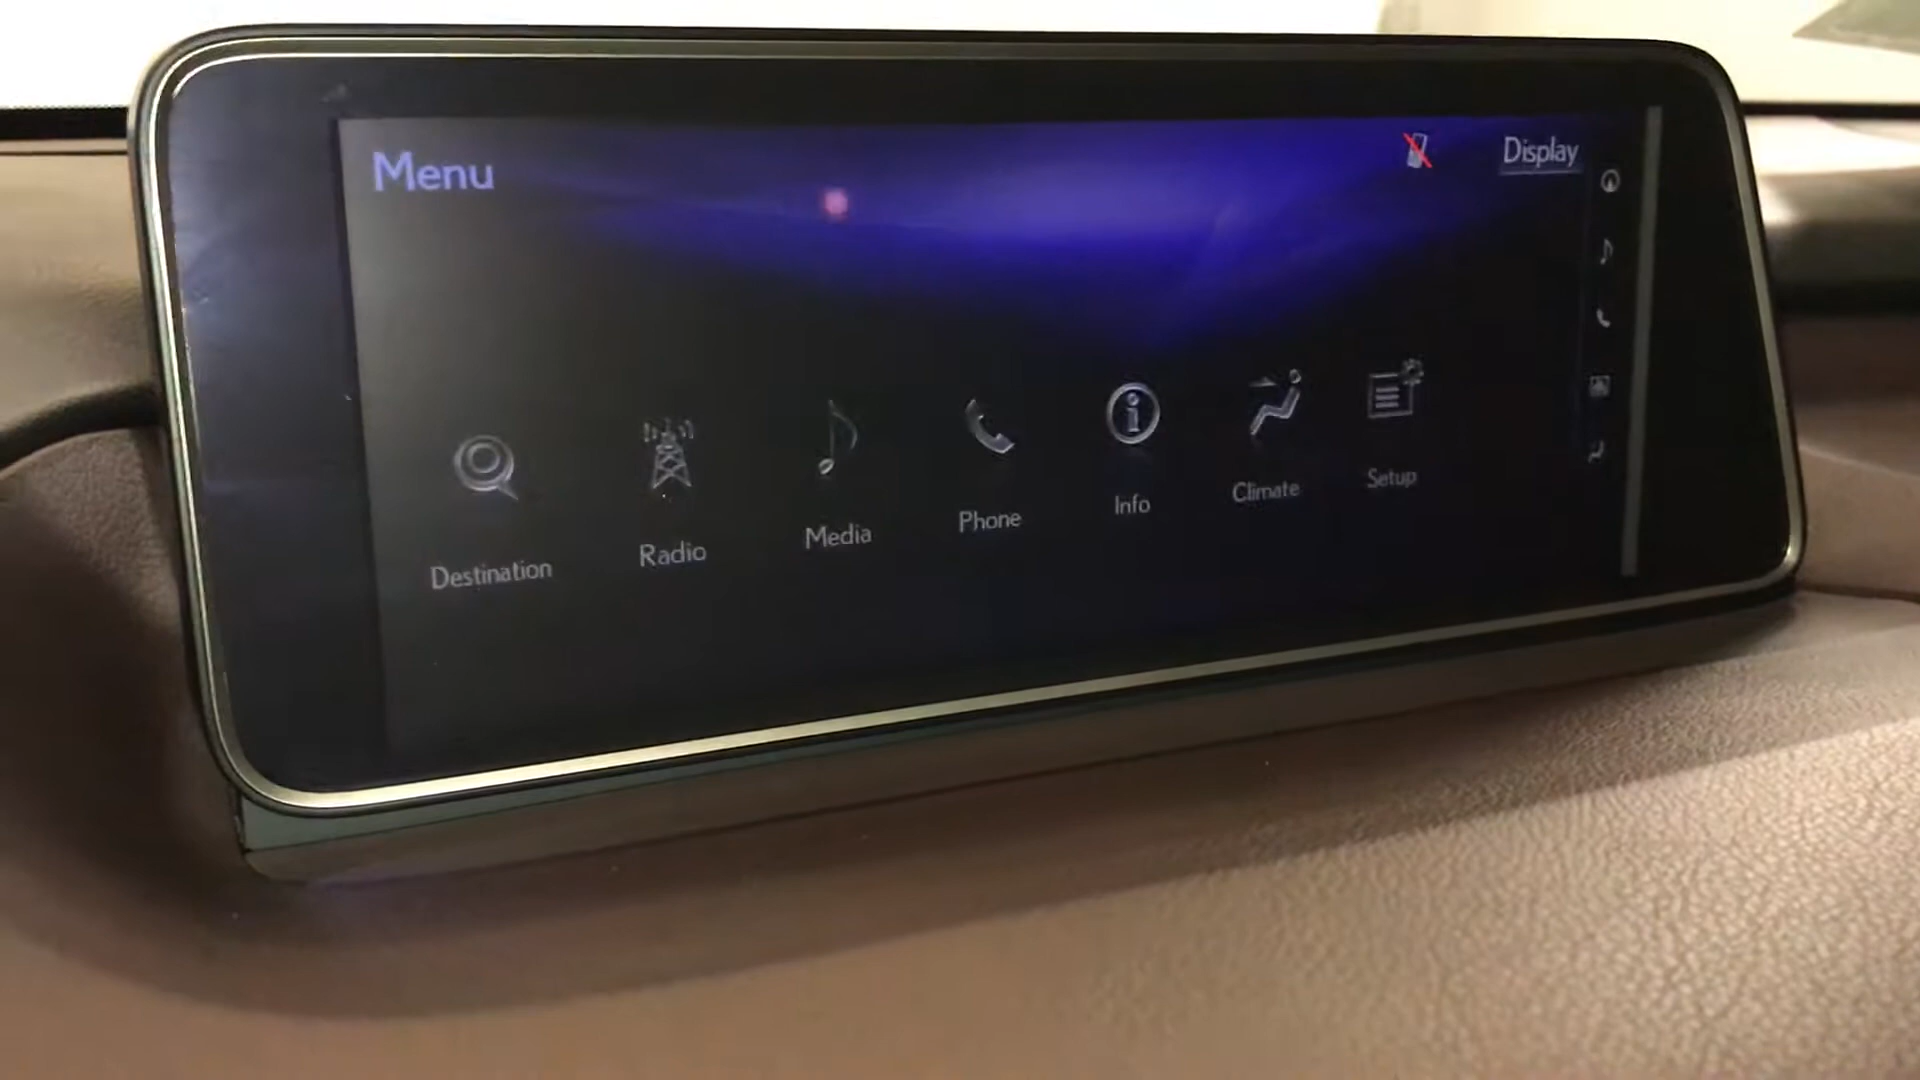 Menu
Display
Destination
Radio
Media
Phone
Info
Climate
Setup